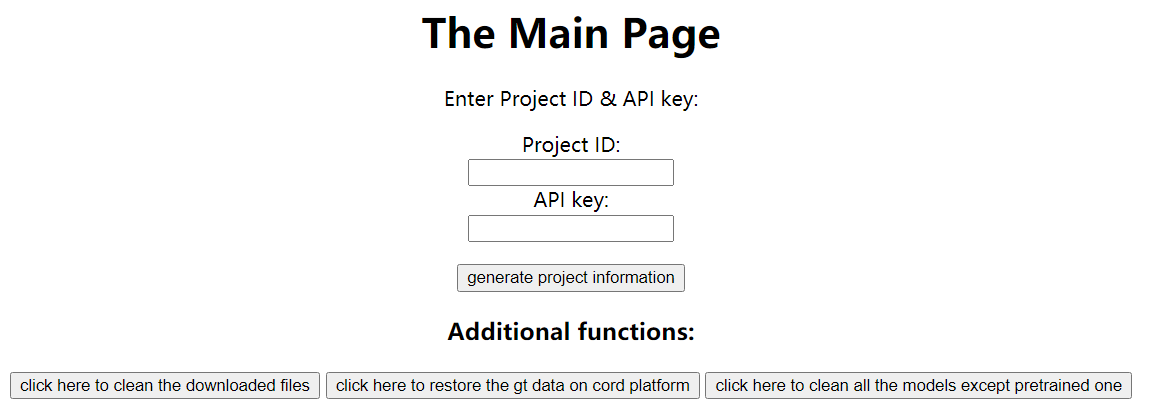 The Main Page
Enter Project ID & API key:
Project ID:
API key:
generate project information
Additional functions:
click here to clean the downloaded files click here to restore the gt data on cord platform click here to clean all the models except pretrained one